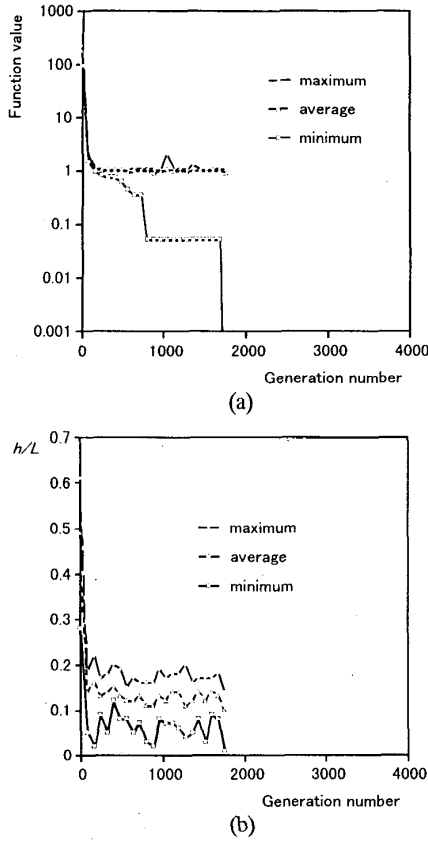 Function value
1000
100
10
1
0.1
0.01
0.001
maximum
average
minimum
0 1000 2000 3000 4000
Generation number
(a)
h/L
0.7
0.6
0.5
0.4
0.3
0.2
0.1
0
maximum
average
minimum
0 1000 2000 3000 4000
Generation number
(b)